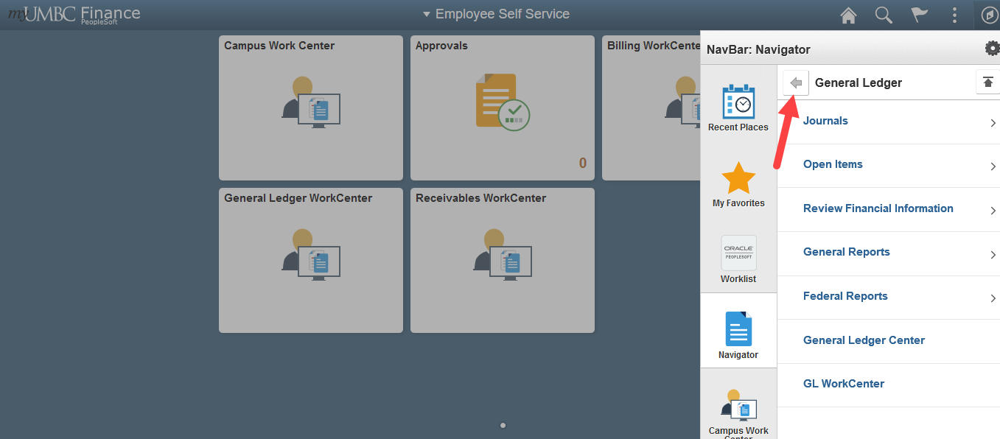 myUMBC Finance
PeopleSoft
Employee Self Service
Campus Work Center
Approvals
0
Billing WorkCente
General Ledger WorkCenter
Receivables WorkCenter
NavBar: Navigator
Recent Places
My Favorites
ORACLE
PEOPLESOFT
Worklist
Navigator
Campus Work
Center
General Ledger
Journals
Open Items
Review Financial Information
General Reports
Federal Reports
General Ledger Center
GL WorkCenter